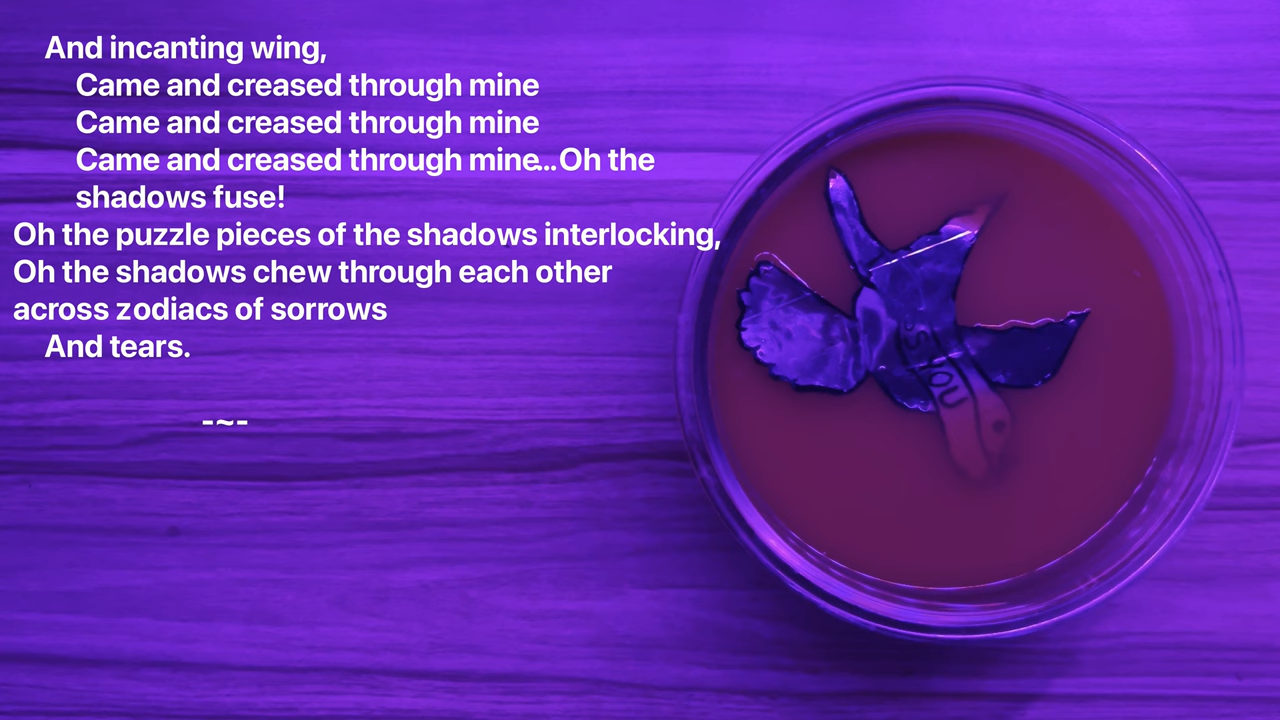 And incanting wing,
Came and creased through mine
Came and creased through mine
Came and creased through mine...Oh the
shadows fuse!
Oh the puzzle pieces of the shadows interlocking,
Oh the shadows chew through each other
across zodiacs of sorrows
And tears.
-~-
YOU